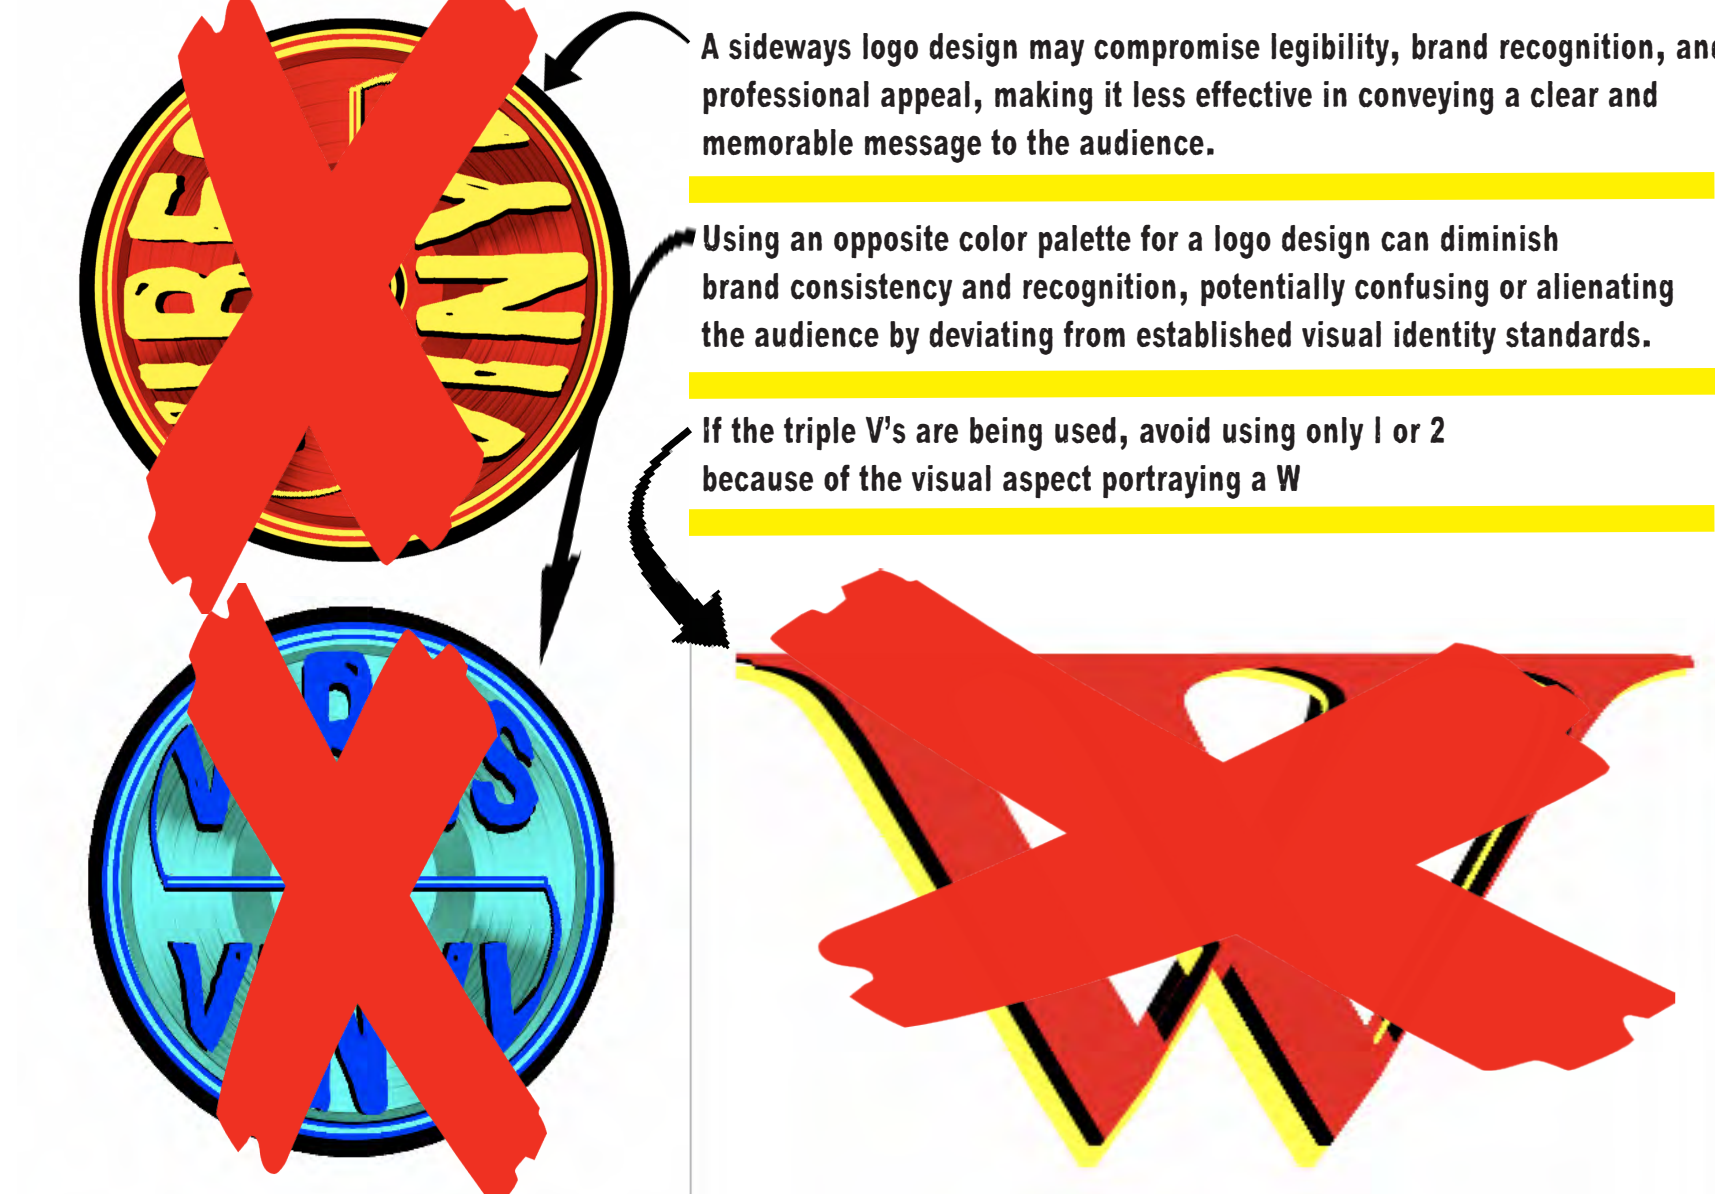 A sideways logo design may compromise legibility, brand recognition, and
professional appeal, making it less effective in conveying a clear and
memorable message to the audience.
Using an opposite color palette for a logo design can diminish
brand consistency and recognition, potentially confusing or alienating
the audience by deviating from established visual identity standards.
If the triple V's are being used, avoid using only 1 or 2
because of the visual aspect portraying a W